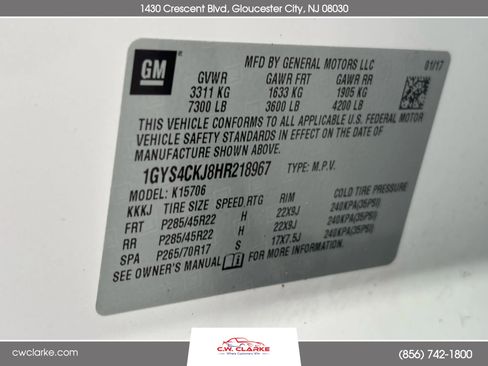 1430 Crescent Blvd, Gloucester City, NJ 08030
GM
MFD BY GENERAL MOTORS LLC 01/17
GVWR GAWR FRT GAWR RR
3311 KG 1633 KG 1905 KG
7300 LB 3600 LB 4200 LB
THIS VEHICLE CONFORMS TO ALL APPLICABLE U.S. FEDERAL MOTOR
VEHICLE SAFETY STANDARDS IN EFFECT ON THE DATE OF
MANUFACTURE SHOWN ABOVE.
1GYS4CKJ8HR218967 TYPE: M.P.V.
MODEL: K15706
KKKJ TIRE SIZE SPEED RTG RIM COLD TIRE PRESSURE
FRT P285/45R22 H 22X9J 240KPA(35PSI)
RR P285/45R22 H 22X9J 240KPA(35PSI)
SPA P265/70R17 S 17X7.5J 240KPA(35PSI)
SEE OWNER'S MANUAL FOR MORE INFORMATION.
cwclarke.com
C.W. CLARKE
(856) 742-1800